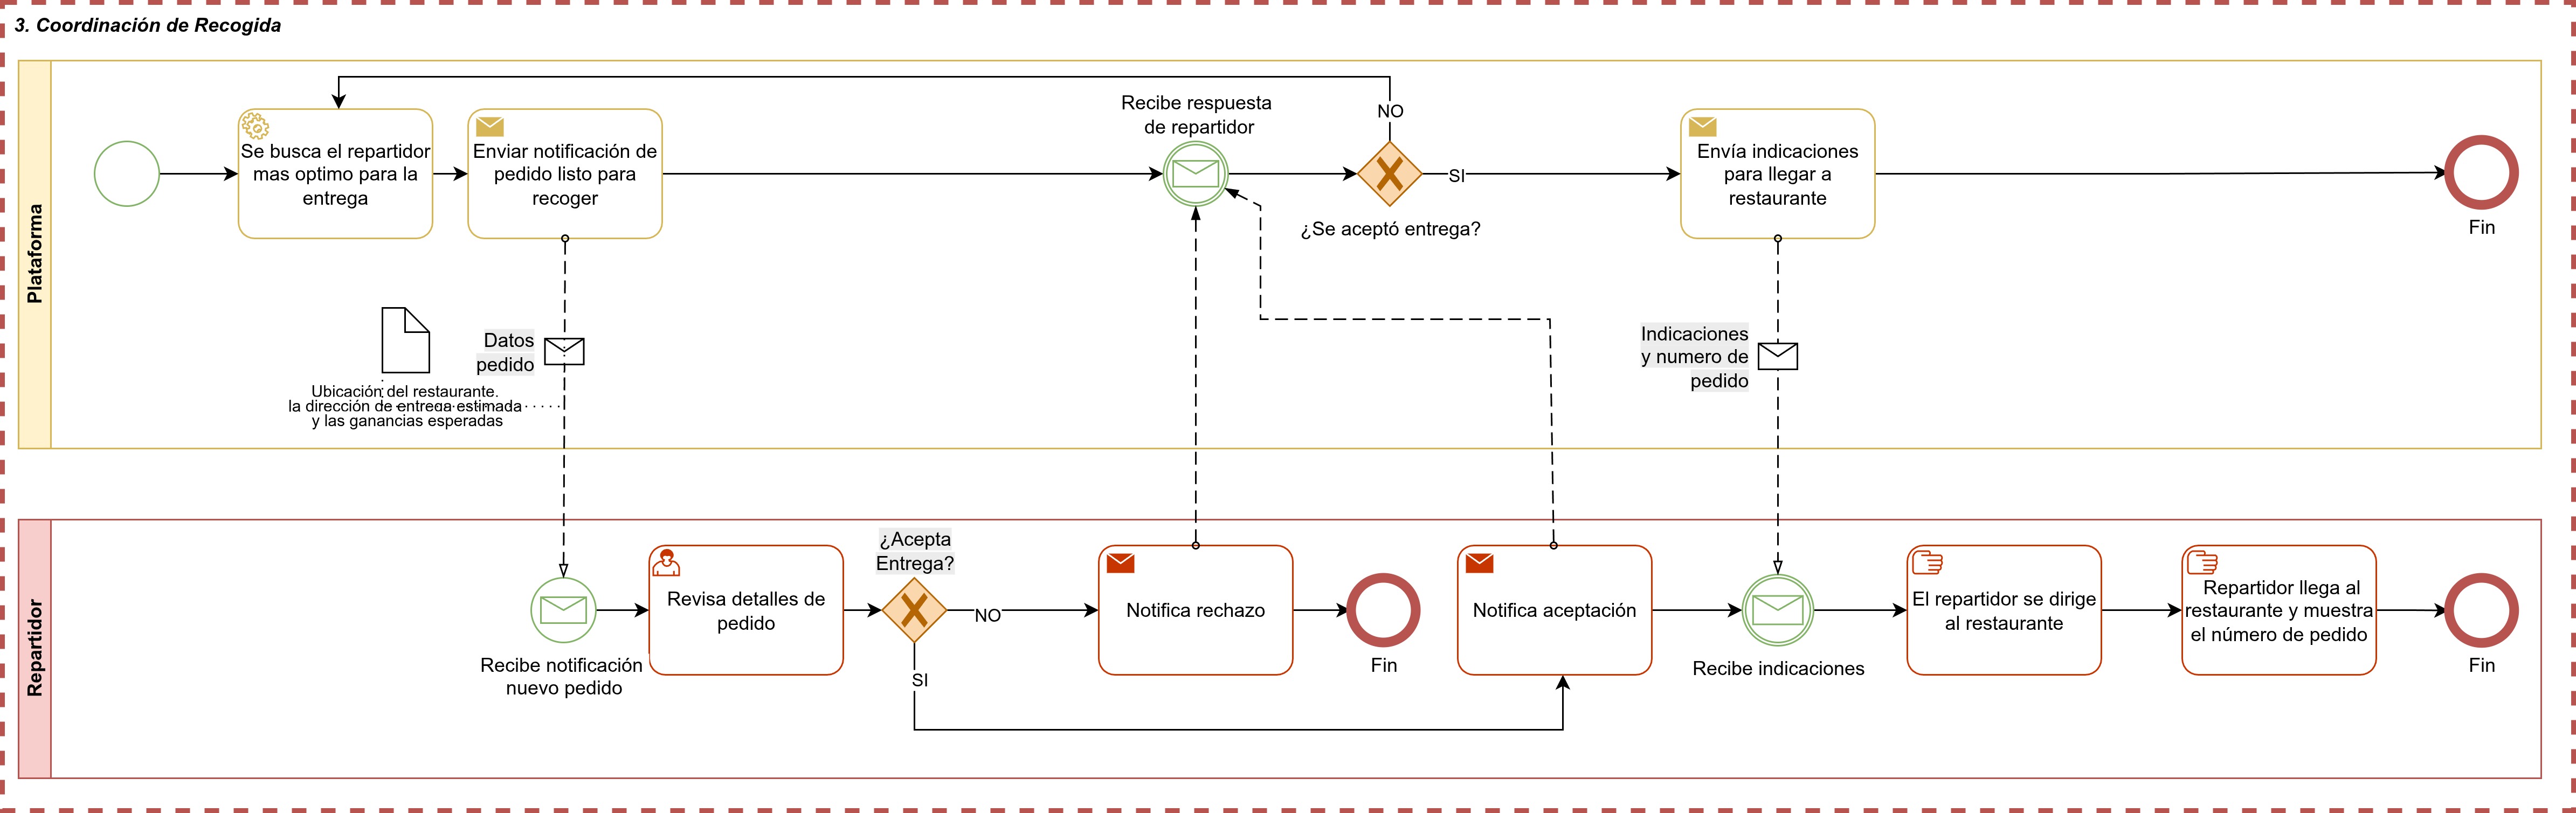 3. Coordinación de Recogida
Plataforma
Se busca el repartidor
mas optimo para la
entrega
Enviar notificación de
pedido listo para
recoger
Recibe respuesta
de repartidor
NO
¿Se aceptó entrega?
SI
Envía indicaciones
para llegar a
restaurante
Fin
Datos
pedido
Ubicación del restaurante.
la dirección de entrega estimada
y las ganancias esperadas
Indicaciones
y numero de
pedido
Repartidor
Recibe notificación
nuevo pedido
Revisa detalles de
pedido
¿Acepta
Entrega?
NO
SI
Notifica rechazo
Fin
Notifica aceptación
Recibe indicaciones
El repartidor se dirige
al restaurante
Repartidor llega al
restaurante y muestra
el número de pedido
Fin